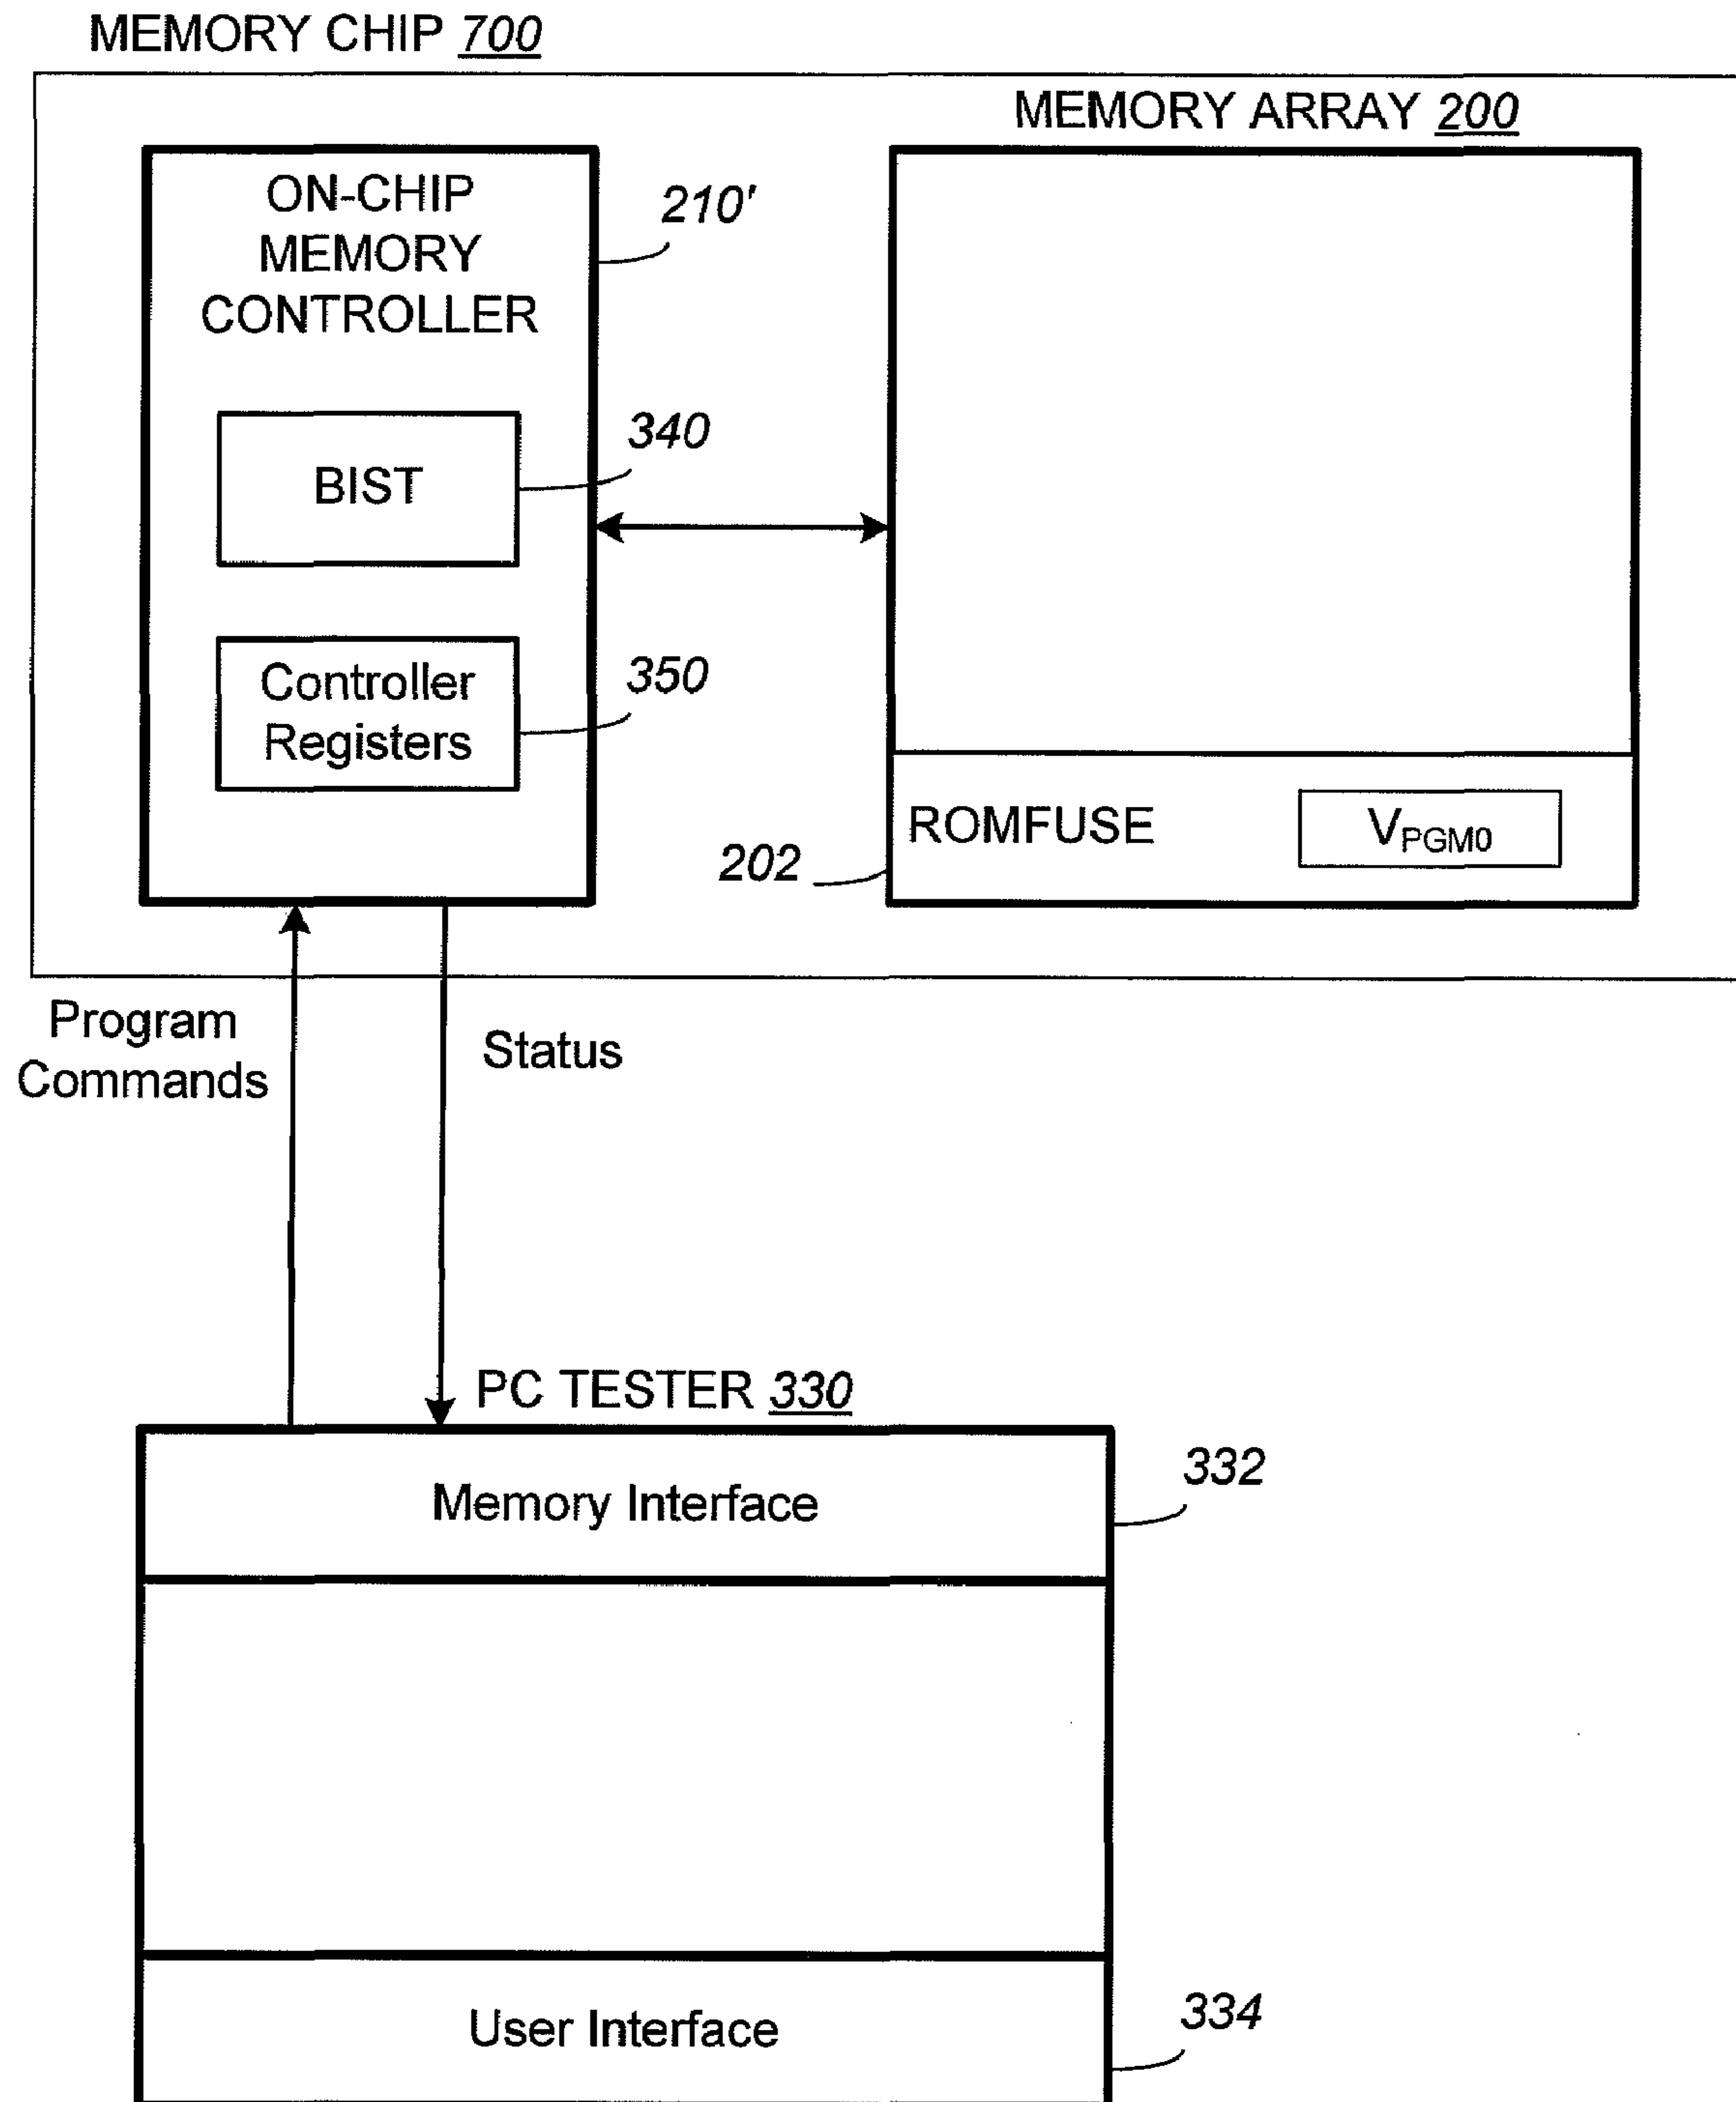 MEMORY CHIP 700
MEMORY ARRAY 200
ON-CHIP
MEMORY
CONTROLLER
210'
BIST
340
Controller
Registers
350
ROMFUSE
VPGM0
202
Program
Commands
Status
PC TESTER 330
Memory Interface
332
User Interface
334